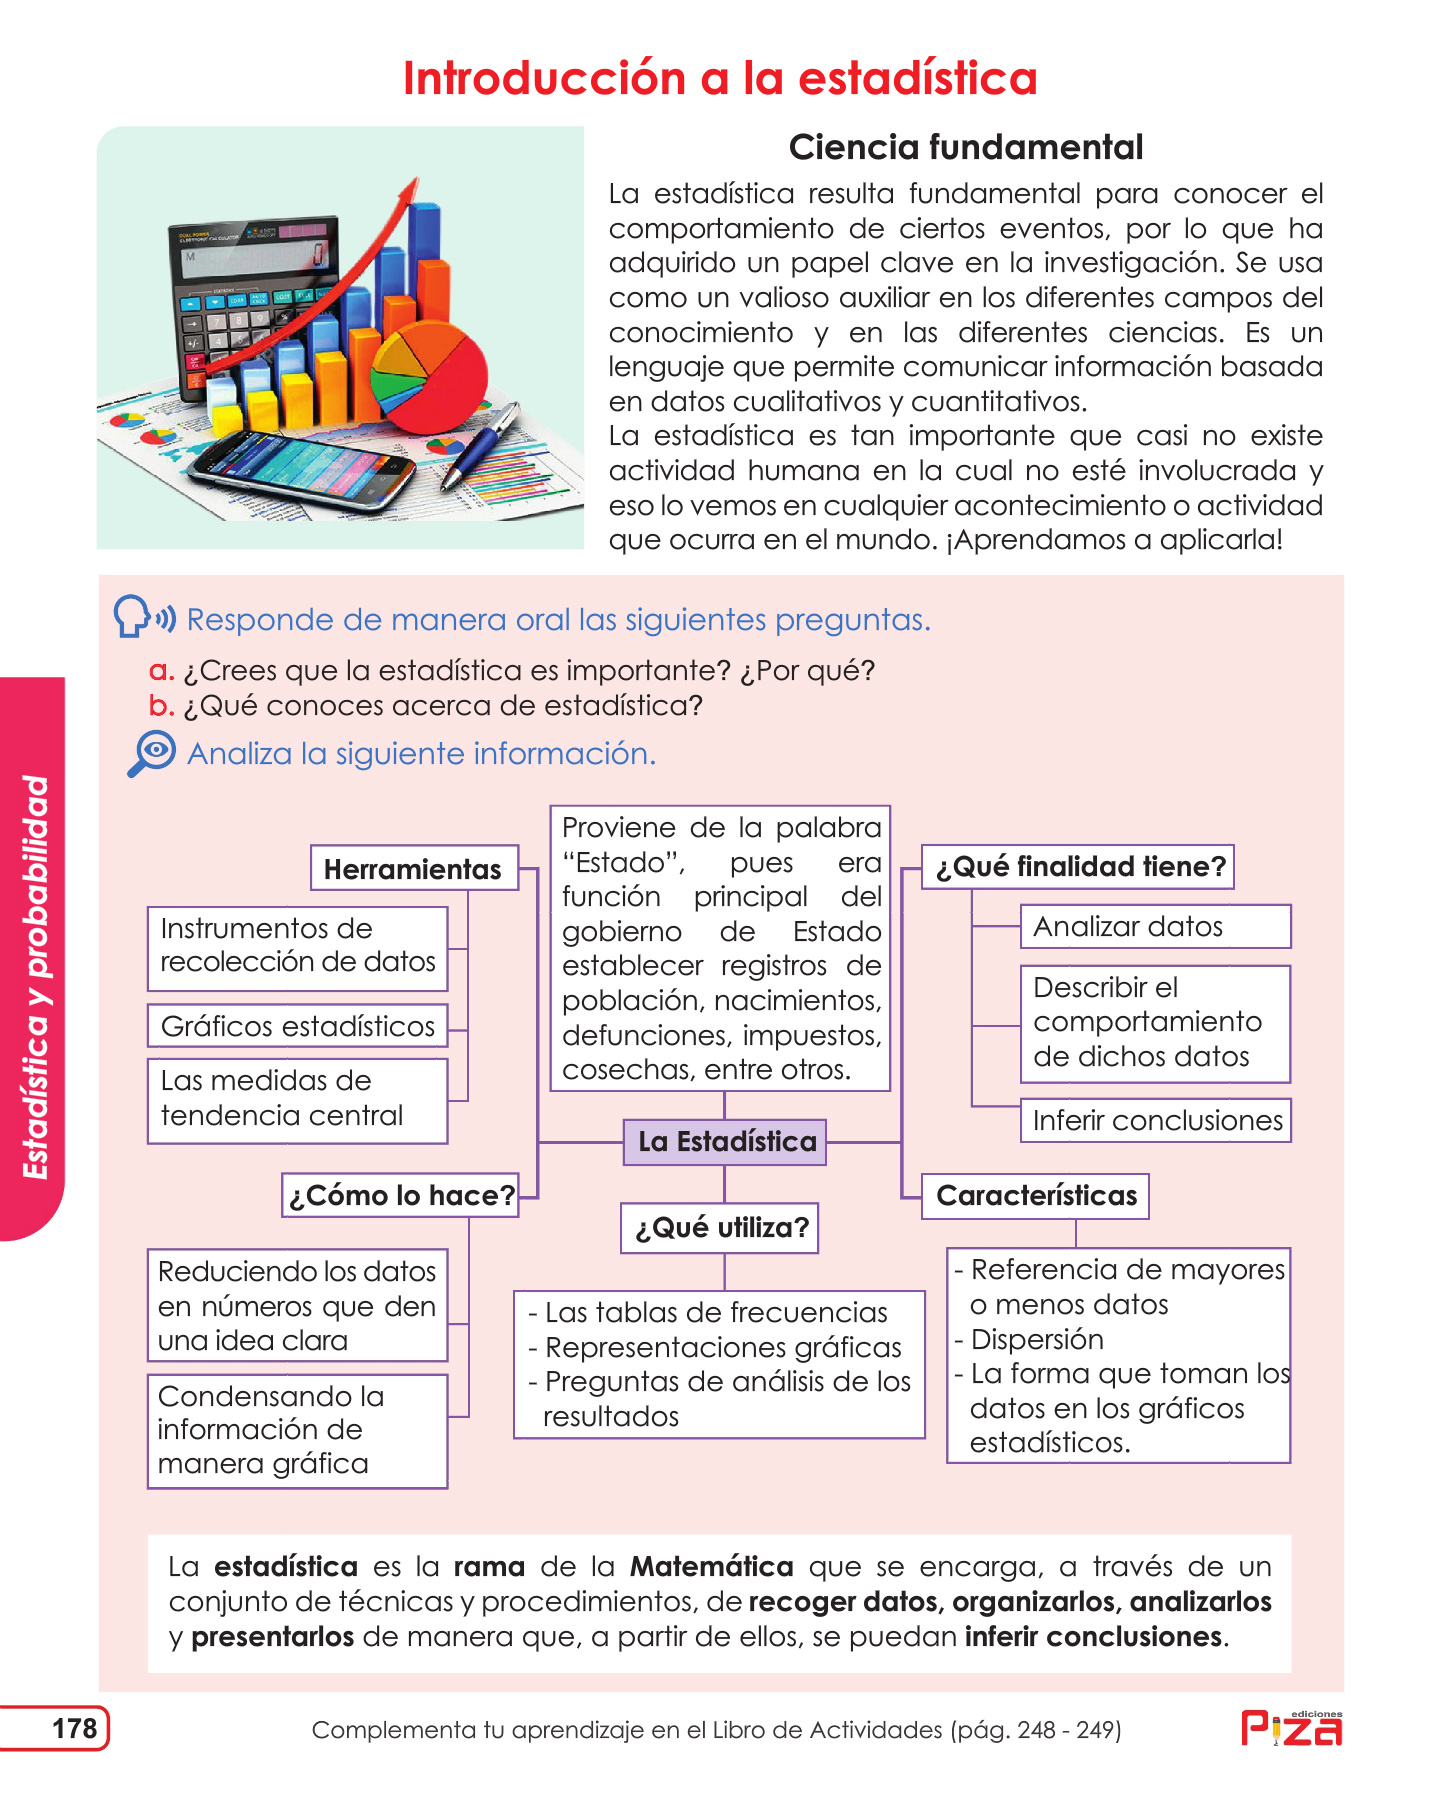 Introducción a la estadística
Ciencia fundamental
La estadística resulta fundamental para conocer el
comportamiento de ciertos eventos, por lo que ha
adquirido un papel clave en la investigación. Se usa
como un valioso auxiliar en los diferentes campos del
conocimiento y en las diferentes ciencias. Es un
lenguaje que permite comunicar información basada
en datos cualitativos y cuantitativos.
La estadística es tan importante que casi no existe
actividad humana en la cual no esté involucrada y
eso lo vemos en cualquier acontecimiento o actividad
que ocurra en el mundo. ¡Aprendamos a aplicarla!
Responde de manera oral las siguientes preguntas.
a. ¿Crees que la estadística es importante? ¿Por qué?
b. ¿Qué conoces acerca de estadística?
Analiza la siguiente información.
Proviene de la palabra
“Estado”, pues era
función principal del
gobierno de Estado
establecer registros de
población, nacimientos,
defunciones, impuestos,
cosechas, entre otros.
Herramientas
Instrumentos de
recolección de datos
Gráficos estadísticos
Las medidas de
tendencia central
¿Qué finalidad tiene?
Analizar datos
Describir el
comportamiento
de dichos datos
Inferir conclusiones
La Estadística
¿Cómo lo hace?
Reduciendo los datos
en números que den
una idea clara
Condensando la
información de
manera gráfica
¿Qué utiliza?
- Las tablas de frecuencias
- Representaciones gráficas
- Preguntas de análisis de los
resultados
Características
- Referencia de mayores
o menos datos
- Dispersión
- La forma que toman los
datos en los gráficos
estadísticos.
La estadística es la rama de la Matemática que se encarga, a través de un
conjunto de técnicas y procedimientos, de recoger datos, organizarlos, analizarlos
y presentarlos de manera que, a partir de ellos, se puedan inferir conclusiones.
Estadística y probabilidad
178
Complementa tu aprendizaje en el Libro de Actividades (pág. 248 - 249)
ediciones
Piza